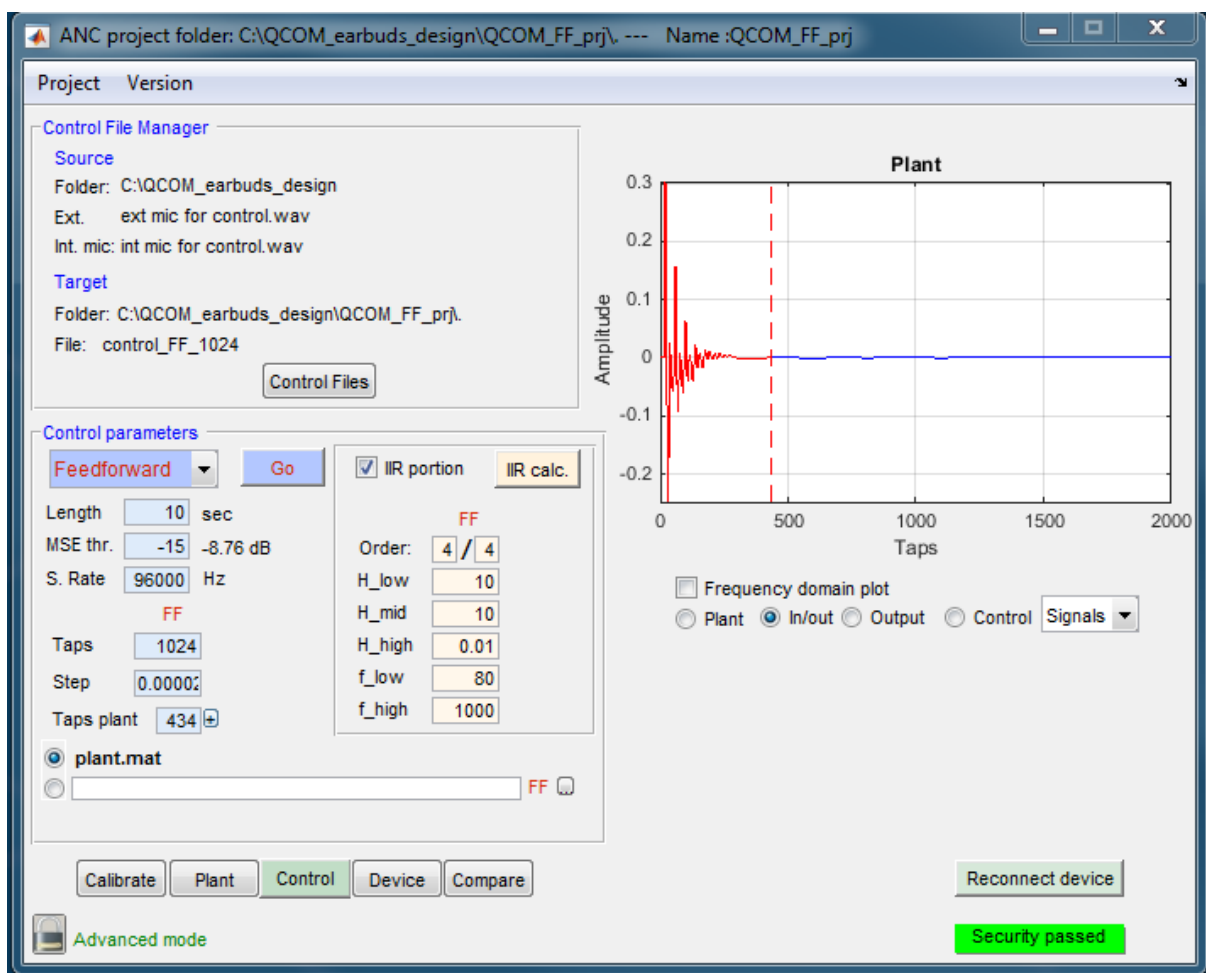 ANC project folder: C:\QCOM_earbuds_design\QCOM_FF_prj\. --- Name :QCOM_FF_prj
Project Version
Control File Manager
Source
Folder: C:\QCOM_earbuds_design
Ext. ext mic for control.wav
Int. mic: int mic for control.wav
Target
Folder: C:\QCOM_earbuds_design\QCOM_FF_prj\.
File: control_FF_1024
Control Files
Control parameters
Feedforward Go
Length 10 sec
MSE thr. -15 -8.76 dB
S. Rate 96000 Hz
FF
Taps 1024
Step 0.00002
Taps plant 434 +
IIR portion IIR calc.
FF
Order: 4 / 4
H_low 10
H_mid 10
H_high 0.01
f_low 80
f_high 1000
plant.mat
FF ...
Plant
Amplitude
0.3
0.2
0.1
0
-0.1
-0.2
0 500 1000 1500 2000
Taps
Frequency domain plot
Plant In/out Output Control Signals
Calibrate Plant Control Device Compare
Reconnect device
Advanced mode
Security passed